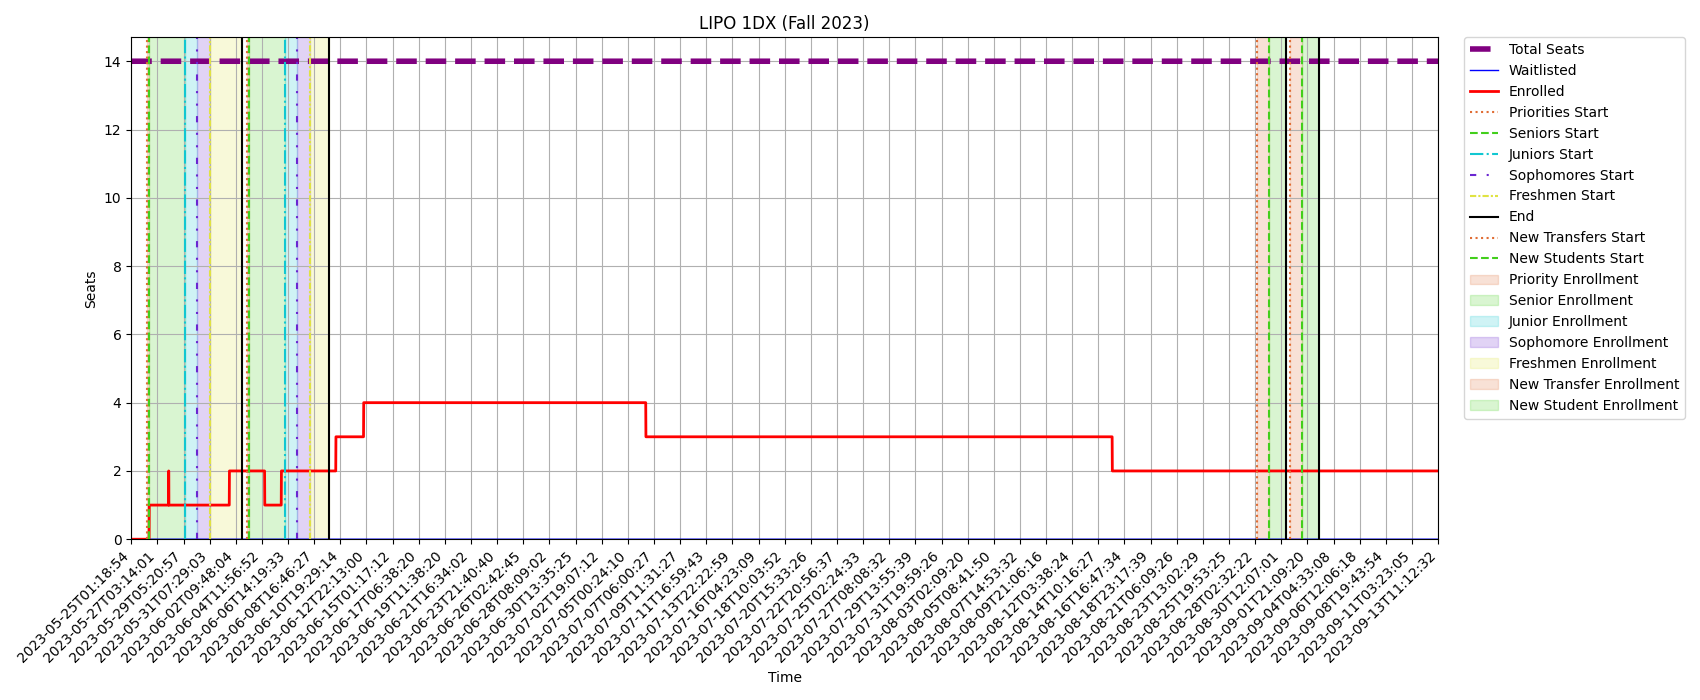 LIPO 1DX (Fall 2023)
Seats
14
12
10
8
6
4
2
0
2023-05-25T01:18:54
2023-05-27T03:14:01
2023-05-29T05:20:57
2023-05-31T07:29:03
2023-06-02T09:48:04
2023-06-04T11:56:52
2023-06-06T14:19:33
2023-06-08T16:46:27
2023-06-10T19:29:14
2023-06-12T22:13:00
2023-06-15T01:17:12
2023-06-17T06:38:20
2023-06-19T11:38:20
2023-06-21T16:34:02
2023-06-23T21:40:40
2023-06-26T02:42:45
2023-06-28T08:09:02
2023-06-30T13:35:25
2023-07-02T19:07:12
2023-07-05T00:24:10
2023-07-07T06:00:27
2023-07-09T11:31:27
2023-07-11T16:59:43
2023-07-13T22:22:59
2023-07-16T04:23:09
2023-07-18T10:03:52
2023-07-20T15:33:26
2023-07-22T20:56:37
2023-07-25T02:24:33
2023-07-27T08:08:32
2023-07-29T13:55:39
2023-07-31T19:59:26
2023-08-03T02:09:20
2023-08-05T08:41:50
2023-08-07T14:53:32
2023-08-09T21:06:16
2023-08-12T03:38:24
2023-08-14T10:16:27
2023-08-16T16:47:34
2023-08-18T23:17:39
2023-08-21T06:09:26
2023-08-23T13:02:29
2023-08-25T19:53:25
2023-08-28T02:32:22
2023-08-30T12:07:01
2023-09-01T21:09:20
2023-09-04T04:33:08
2023-09-06T12:06:18
2023-09-08T19:43:54
2023-09-11T03:23:05
2023-09-13T11:12:32
Time
Total Seats
Waitlisted
Enrolled
Priorities Start
Seniors Start
Juniors Start
Sophomores Start
Freshmen Start
End
New Transfers Start
New Students Start
Priority Enrollment
Senior Enrollment
Junior Enrollment
Sophomore Enrollment
Freshmen Enrollment
New Transfer Enrollment
New Student Enrollment